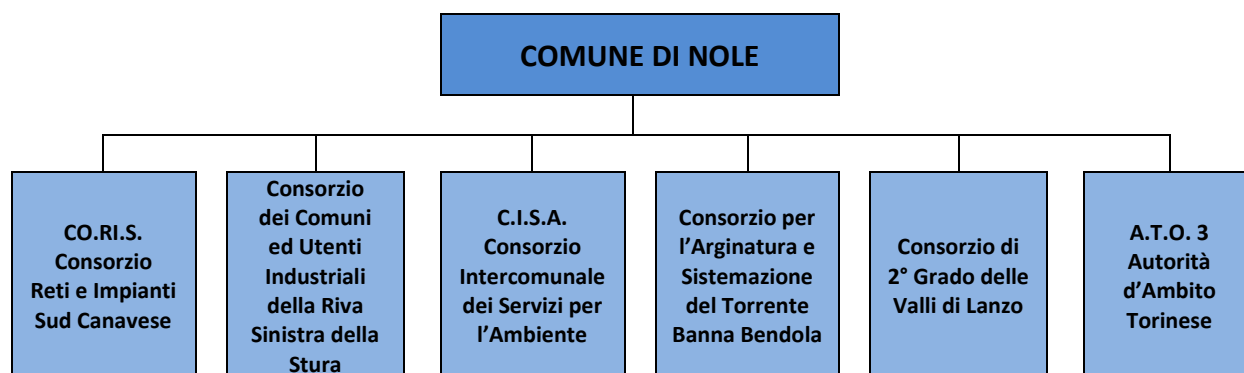 COMUNE DI NOLE
CO.RI.S.
Consorzio
Reti e Impianti
Sud Canavese
Consorzio
dei Comuni
ed Utenti
Industriali
della Riva
Sinistra della
Stura
C.I.S.A.
Consorzio
Intercomunale
dei Servizi per
l’Ambiente
Consorzio per
l’Arginatura e
Sistemazione
del Torrente
Banna Bendola
Consorzio di
2° Grado delle
Valli di Lanzo
A.T.O. 3
Autorità
d’Ambito
Torinese